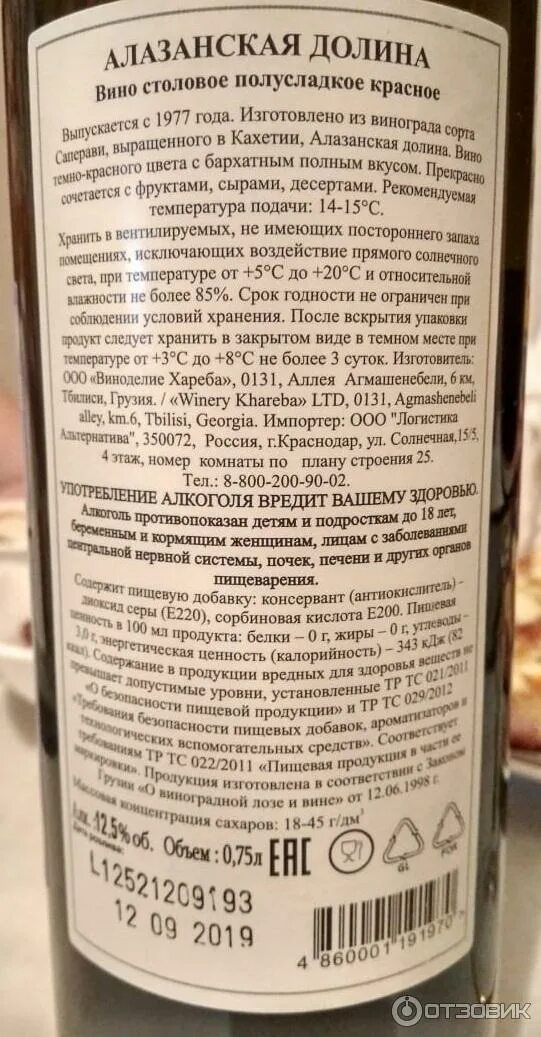 АЛАЗАНСКАЯ ДОЛИНА
Вино столовое полусладкое красное
Выпускается с 1977 года. Изготовлено из винограда сорта
Саперави, выращенного в Кахетии, Алазанская долина. Вино
темно-красного цвета с бархатным полным вкусом. Прекрасно
сочетается с фруктами, сырами, десертами. Рекомендуемая
температура подачи: 14-15°С.
Хранить в вентилируемых, не имеющих постороннего запаха
помещениях, исключающих воздействие прямого солнечного
света, при температуре от +5°С до +20°С и относительной
влажности не более 85%. Срок годности не ограничен при
соблюдении условий хранения. После вскрытия упаковки
продукт следует хранить в закрытом виде в темном месте при
температуре от +3°С до +8°С не более 3 суток. Изготовитель:
ООО «Виноделие Хареба», 0131, Аллея Агмашенебели, 6 км,
Тбилиси, Грузия. / «Winery Khareba» LTD, 0131, Agmashenebeli
alley, km.6, Tbilisi, Georgia. Импортер: ООО "Логистика
Альтернатива", 350072, Россия, г.Краснодар, ул. Солнечная,15/5,
4 этаж, номер комнаты по плану строения 25.
Тел.: 8-800-200-90-02.
УПОТРЕБЛЕНИЕ АЛКОГОЛЯ ВРЕДИТ ВАШЕМУ ЗДОРОВЬЮ.
Алкоголь противопоказан детям и подросткам до 18 лет,
беременным и кормящим женщинам, лицам с заболеваниями
центральной нервной системы, почек, печени и других органов
пищеварения.
Содержит пищевую добавку: консервант (антиокислитель) –
диоксид серы (Е220), сорбиновая кислота Е200. Пищевая
ценность в 100 мл продукта: белки – 0 г, жиры – 0 г, углеводы –
3,0 г, энергетическая ценность (калорийность) – 343 кДж (82
ккал). Содержание в продукции вредных для здоровья веществ не
превышает допустимые уровни, установленные ТР ТС 021/2011
«О безопасности пищевой продукции» и ТР ТС 029/2012
«Требования безопасности пищевых добавок, ароматизаторов и
технологических вспомогательных средств». Соответствует
требованиям ТР ТС 022/2011 «Пищевая продукция в части ее
маркировки». Продукция изготовлена в соответствии с Законом
Грузии «О виноградной лозе и вине» от 12.06.1998 г.
Массовая концентрация сахаров: 18-45 г/дм³
Алк. 12,5% об. Объем : 0,75л ЕАС
Дата розлива:
GL
FOR
L12521209193
12 09 2019
4 860001 191970 >
ОТЗОВИК